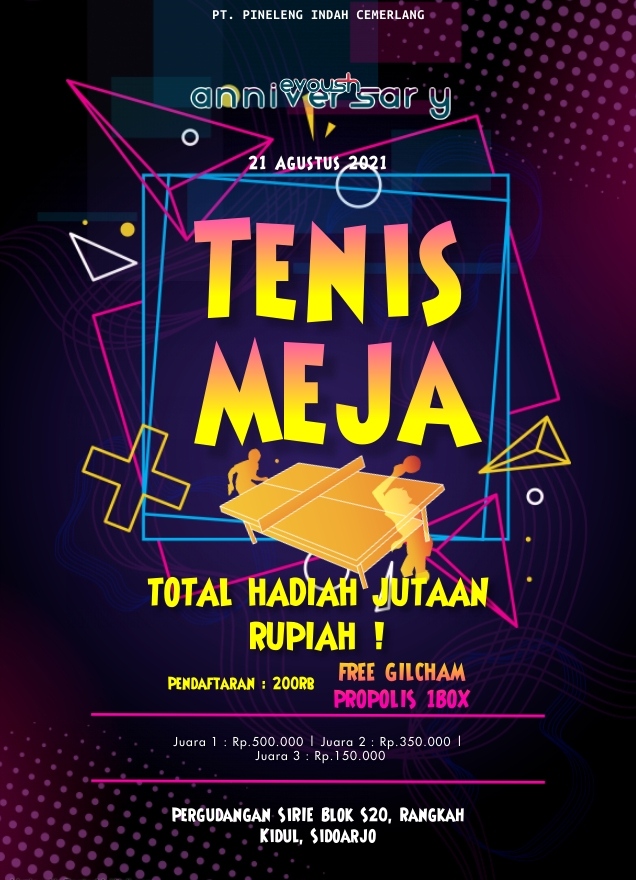 PT. PINELENG INDAH CEMERLANG
eyoush
anniversary
21 AGUSTUS 2021
TENIS
MEJA
TOTAL HADIAH JUTAAN
RUPIAH !
PENDAFTARAN : 200RB
FREE GILCHAM
PROPOLIS 1BOX
Juara 1 : Rp.500.000 | Juara 2 : Rp.350.000 |
Juara 3 : Rp.150.000
PERGUDANGAN SIRIE BLOK S20, RANGKAH
KIDUL, SIDOARJO